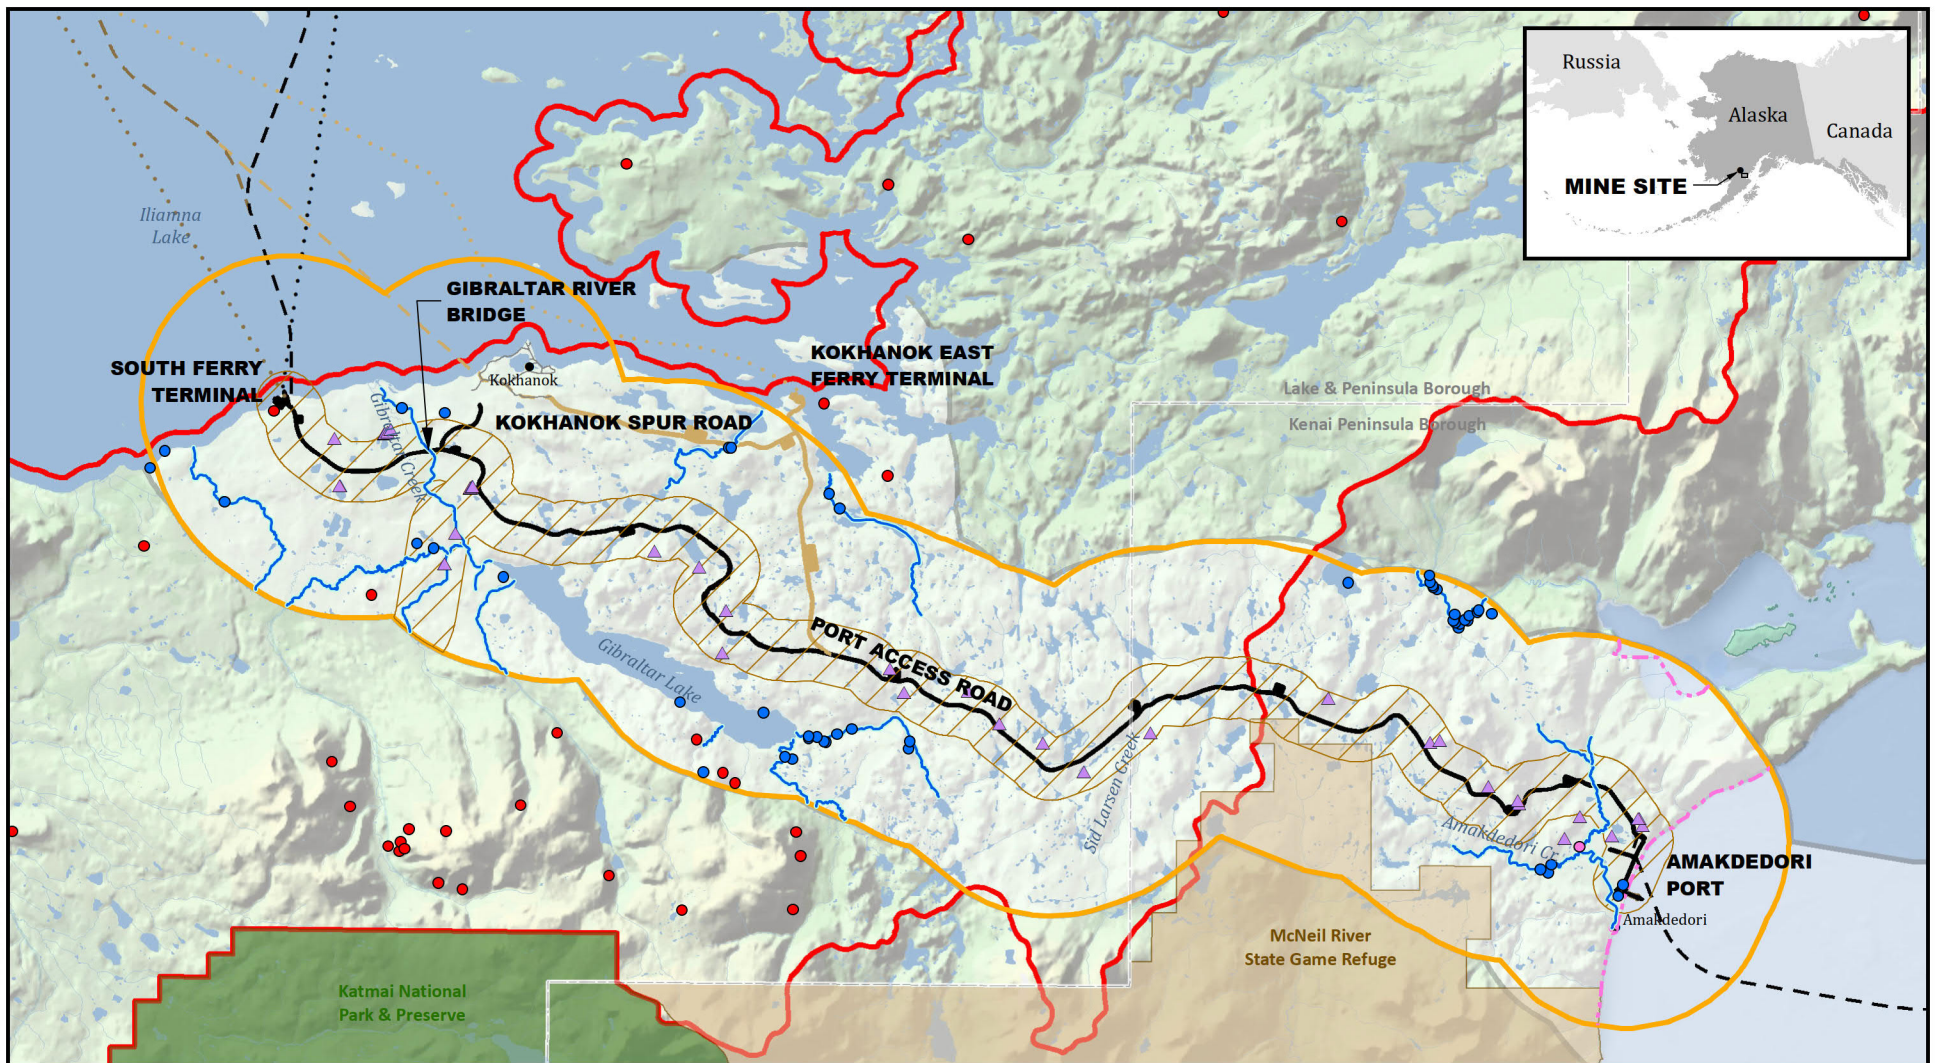 Russia
Alaska
Canada
MINE SITE
Iliamna
Lake
GIBRALTAR RIVER
BRIDGE
SOUTH FERRY
TERMINAL
Kokhanok
KOKHANOK EAST
FERRY TERMINAL
KOKHANOK SPUR ROAD
Gibraltar Creek
Lake & Peninsula Borough
Kenai Peninsula Borough
PORT ACCESS ROAD
Gibraltar Lake
Sid Larsen Creek
Amakdedori Cr
AMAKDEDORI
PORT
Amakdedori
McNeil River
State Game Refuge
Katmai National
Park & Preserve